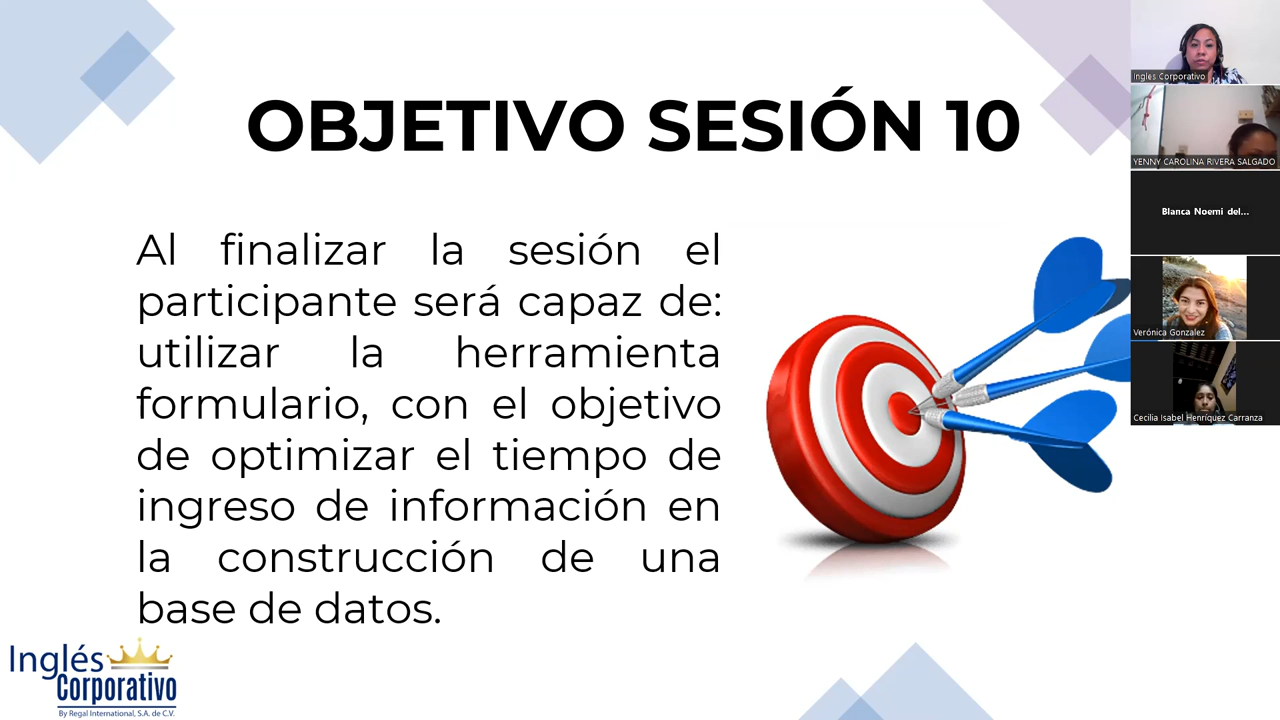 OBJETIVO SESIÓN 10
Al finalizar la sesión el
participante será capaz de:
utilizar la herramienta
formulario, con el objetivo
de optimizar el tiempo de
ingreso de información en
la construcción de una
base de datos.
Inglés
Corporativo
By Regal International, S.A. de C.V.
Ingles Corporativo
YENNY CAROLINA RIVERA SALGADO
Blanca Noemi del...
Verónica Gonzalez
Cecilia Isabel Henríquez Carranza